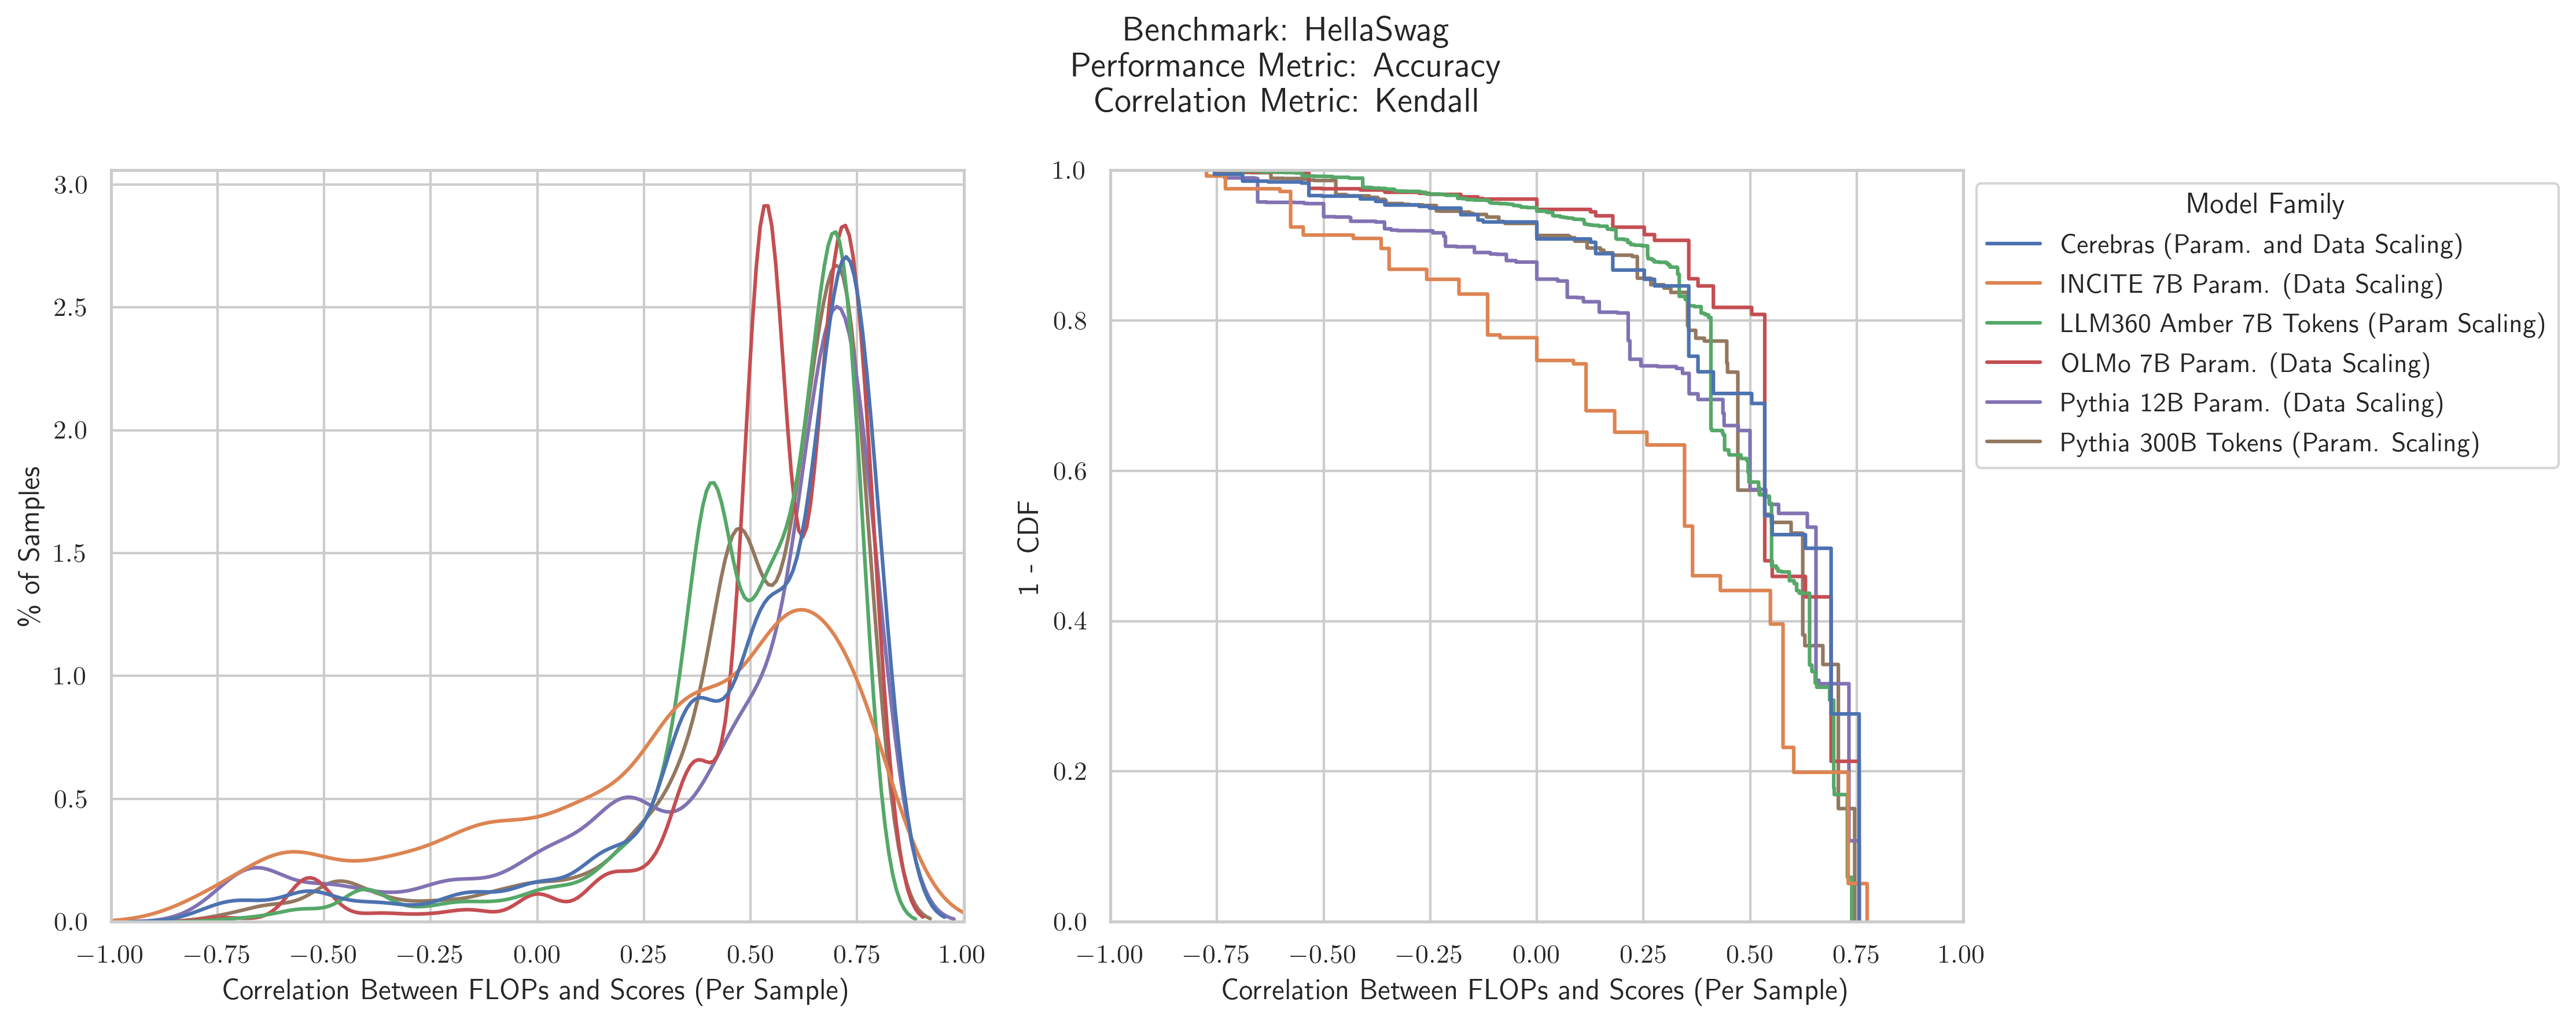 Benchmark: HellaSwag
Performance Metric: Accuracy
Correlation Metric: Kendall
% of Samples
3.0
2.5
2.0
1.5
1.0
0.5
0.0
−1.00 −0.75 −0.50 −0.25 0.00 0.25 0.50 0.75 1.00
Correlation Between FLOPs and Scores (Per Sample)
1 - CDF
1.0
0.8
0.6
0.4
0.2
0.0
−1.00 −0.75 −0.50 −0.25 0.00 0.25 0.50 0.75 1.00
Correlation Between FLOPs and Scores (Per Sample)
Model Family
Cerebras (Param. and Data Scaling)
INCITE 7B Param. (Data Scaling)
LLM360 Amber 7B Tokens (Param Scaling)
OLMo 7B Param. (Data Scaling)
Pythia 12B Param. (Data Scaling)
Pythia 300B Tokens (Param. Scaling)